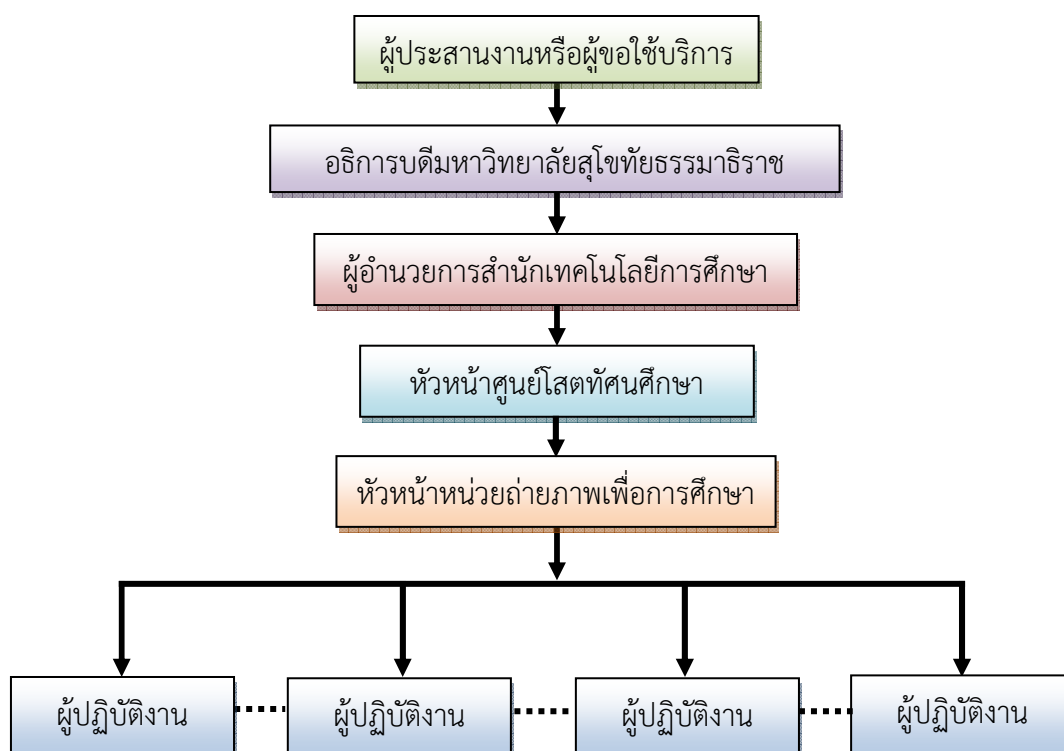 ผู้ประสานงานหรือผู้ขอใช้บริการ
อธิการบดีมหาวิทยาลัยสุโขทัยธรรมาธิราช
ผู้อำนวยการสำนักเทคโนโลยีการศึกษา
หัวหน้าศูนย์โสตทัศนศึกษา
หัวหน้าหน่วยถ่ายภาพเพื่อการศึกษา
ผู้ปฏิบัติงาน ผู้ปฏิบัติงาน ผู้ปฏิบัติงาน ผู้ปฏิบัติงาน